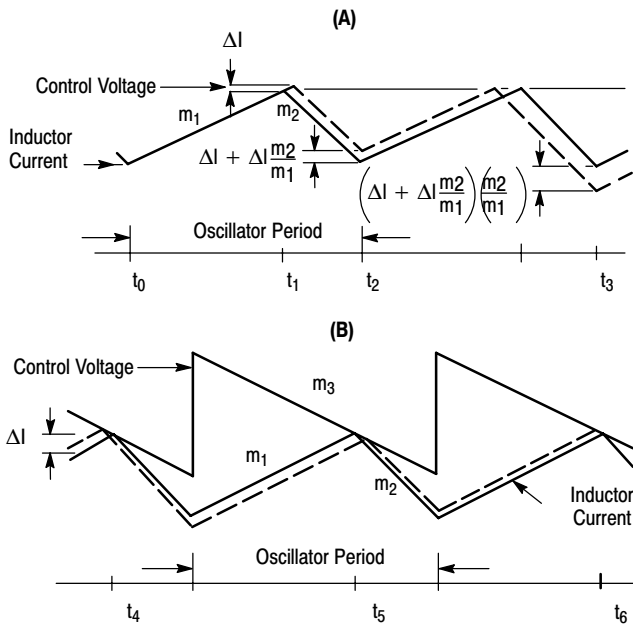 (A)
ΔI
Control Voltage
m1
m2
Inductor
Current
ΔI + ΔI m2/m1
(ΔI + ΔI m2/m1)(m2/m1)
Oscillator Period
t0
t1
t2
t3
(B)
Control Voltage
m3
ΔI
m1
m2
Inductor
Current
Oscillator Period
t4
t5
t6